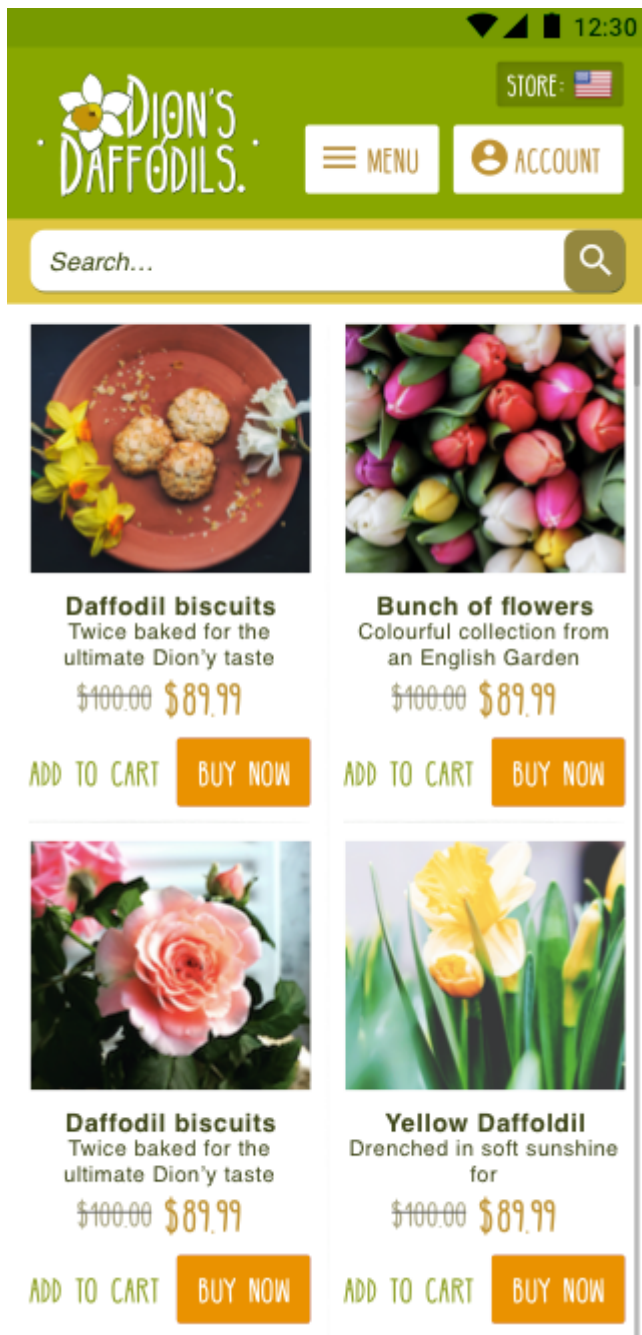 12:30
STORE:
DION'S
DAFFODILS.
MENU
ACCOUNT
Search...
Daffodil biscuits
Twice baked for the
ultimate Dion'y taste
$100.00 $89.99
ADD TO CART
BUY NOW
Bunch of flowers
Colourful collection from
an English Garden
$100.00 $89.99
ADD TO CART
BUY NOW
Daffodil biscuits
Twice baked for the
ultimate Dion'y taste
$100.00 $89.99
ADD TO CART
BUY NOW
Yellow Daffoldil
Drenched in soft sunshine
for
$100.00 $89.99
ADD TO CART
BUY NOW